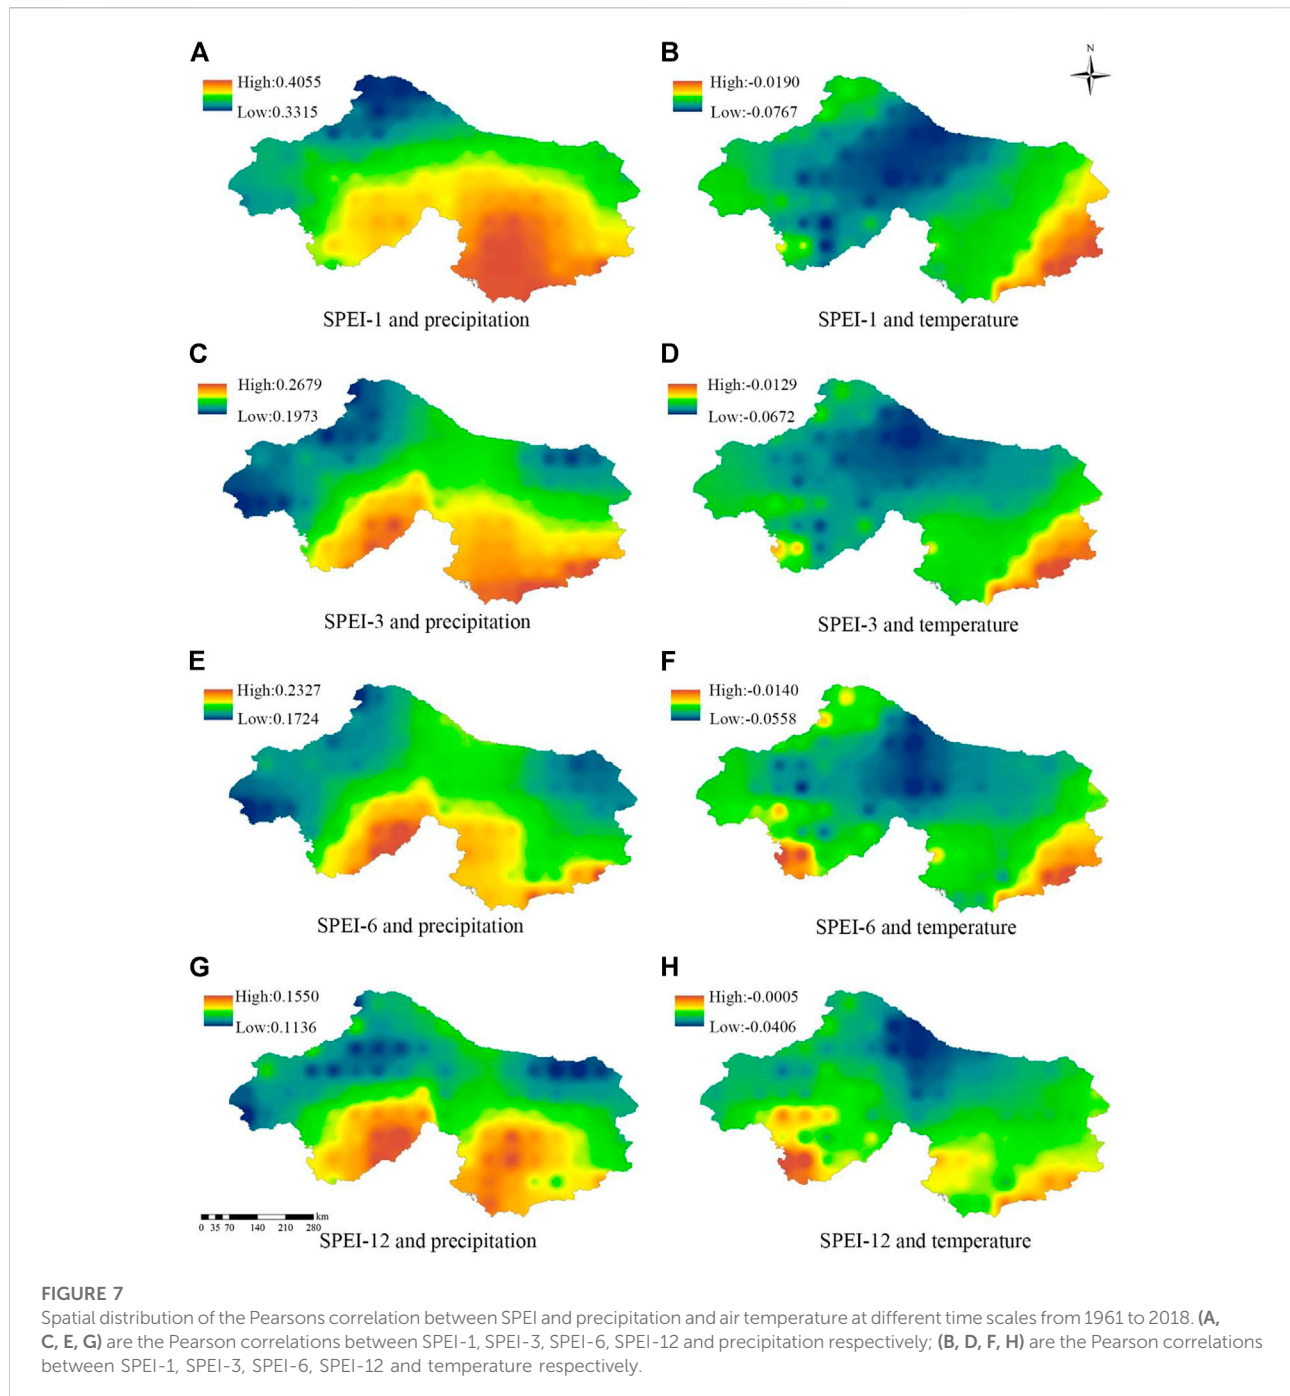 A
High:0.4055
Low:0.3315
SPEI-1 and precipitation
B
High:-0.0190
Low:-0.0767
N
SPEI-1 and temperature
C
High:0.2679
Low:0.1973
SPEI-3 and precipitation
D
High:-0.0129
Low:-0.0672
SPEI-3 and temperature
E
High:0.2327
Low:0.1724
SPEI-6 and precipitation
F
High:-0.0140
Low:-0.0558
SPEI-6 and temperature
G
High:0.1550
Low:0.1136
km
0 35 70 140 210 280
SPEI-12 and precipitation
H
High:-0.0005
Low:-0.0406
SPEI-12 and temperature
FIGURE 7
Spatial distribution of the Pearsons correlation between SPEI and precipitation and air temperature at different time scales from 1961 to 2018. (A,
C, E, G) are the Pearson correlations between SPEI-1, SPEI-3, SPEI-6, SPEI-12 and precipitation respectively; (B, D, F, H) are the Pearson correlations
between SPEI-1, SPEI-3, SPEI-6, SPEI-12 and temperature respectively.